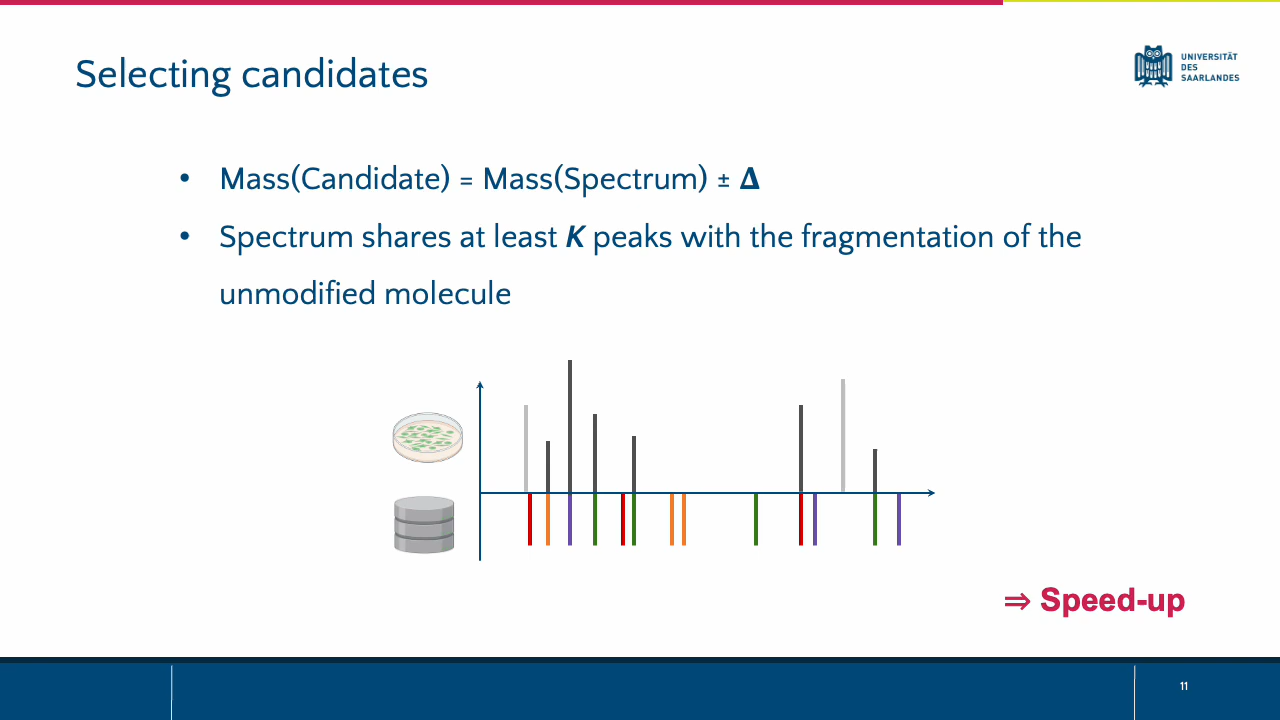 Selecting candidates
UNIVERSITÄT
DES
SAARLANDES
• Mass(Candidate) = Mass(Spectrum) ± Δ
• Spectrum shares at least K peaks with the fragmentation of the
unmodified molecule
⇒ Speed-up
11